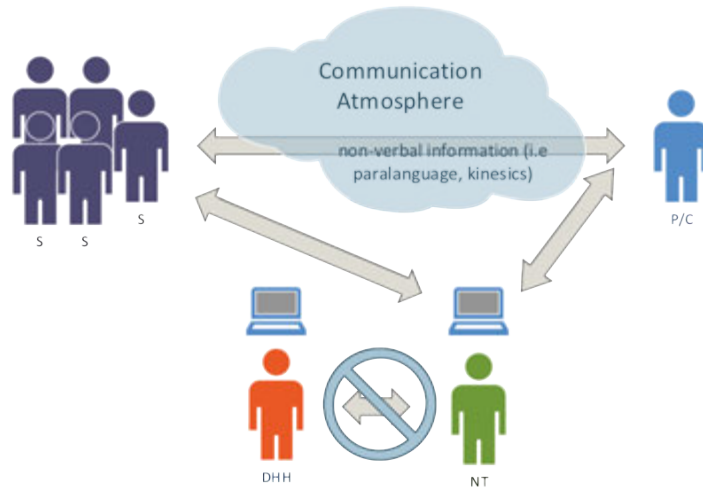 Communication
Atmosphere
non-verbal information (i.e
paralanguage, kinesics)
S
S
S
P/C
DHH
NT